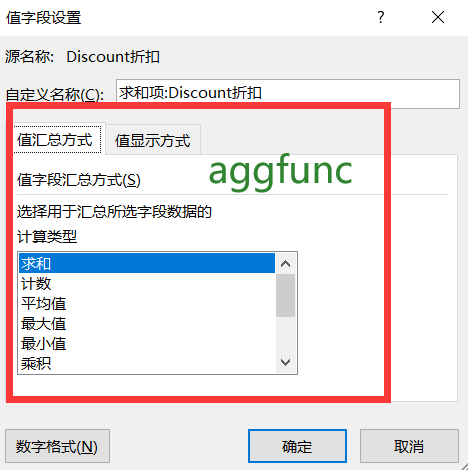 值字段设置
?
源名称: Discount折扣
自定义名称(C): 求和项:Discount折扣
值汇总方式 值显示方式
值字段汇总方式(S)
aggfunc
选择用于汇总所选字段数据的
计算类型
求和
计数
平均值
最大值
最小值
乘积
数字格式(N) 确定 取消